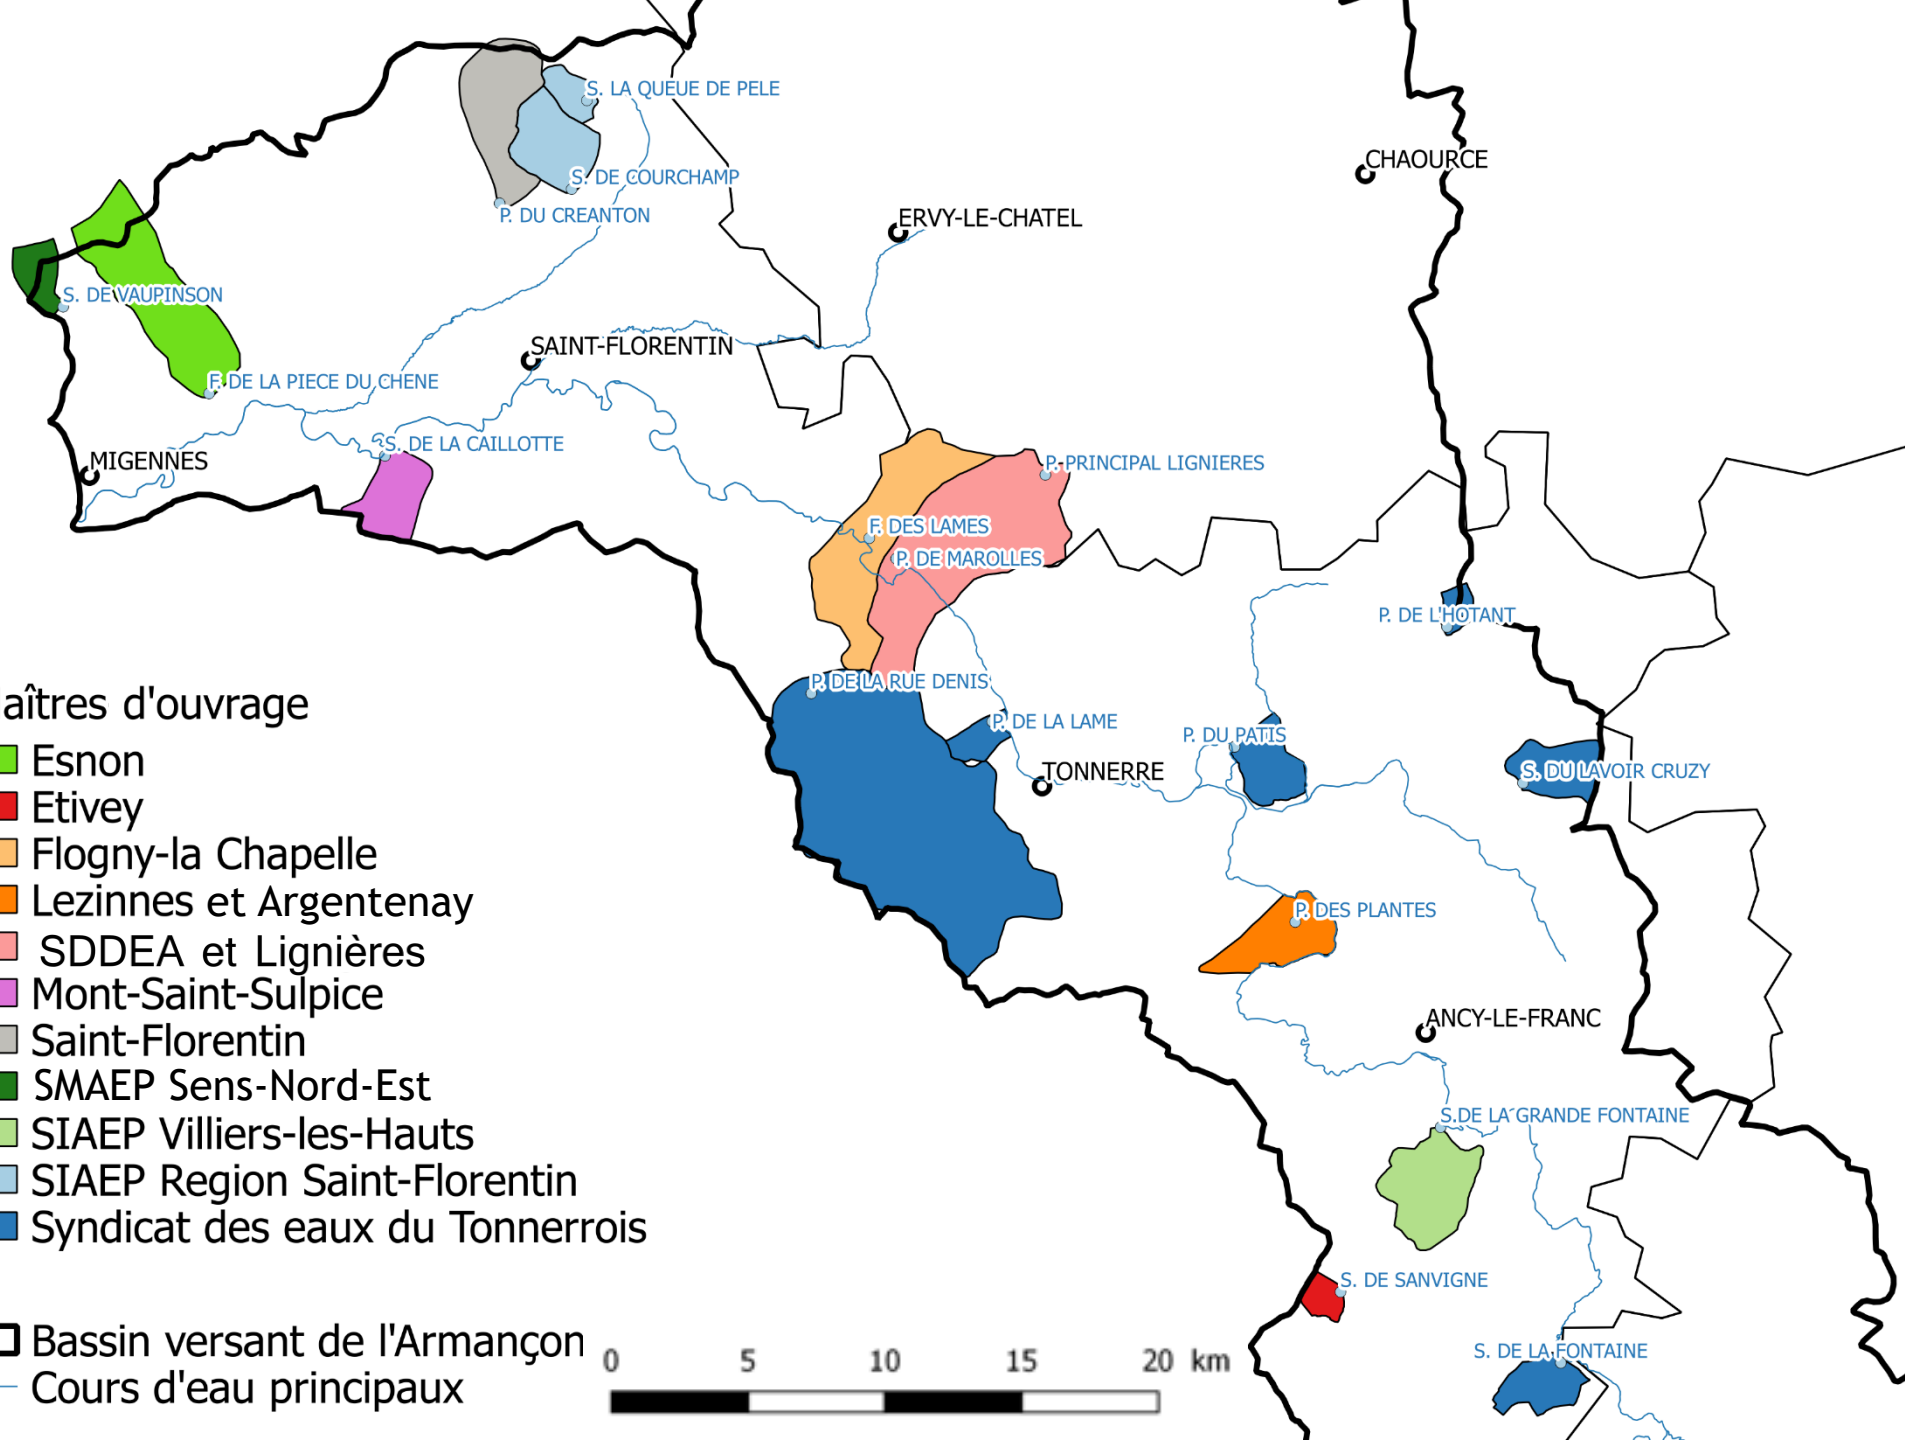 S. LA QUEUE DE PELE
CHAOURCE
S. DE COURCHAMP
P. DU CREANTON
ERVY-LE-CHATEL
S. DE VAUPINSON
SAINT-FLORENTIN
F. DE LA PIECE DU CHENE
S. DE LA CAILLOTTE
MIGENNES
P. PRINCIPAL LIGNIERES
F. DES LAMES
P. DE MAROLLES
P. DE L'HOTANT
P. DE LA RUE DENIS
P. DE LA LAME
P. DU PATIS
TONNERRE
S. DU LAVOIR CRUZY
P. DES PLANTES
ANCY-LE-FRANC
S.DE LA GRANDE FONTAINE
S. DE SANVIGNE
S. DE LA FONTAINE
aîtres d'ouvrage
Esnon
Etivey
Flogny-la Chapelle
Lezinnes et Argentenay
SDDEA et Lignières
Mont-Saint-Sulpice
Saint-Florentin
SMAEP Sens-Nord-Est
SIAEP Villiers-les-Hauts
SIAEP Region Saint-Florentin
Syndicat des eaux du Tonnerrois
Bassin versant de l'Armançon
Cours d'eau principaux
0 5 10 15 20 km